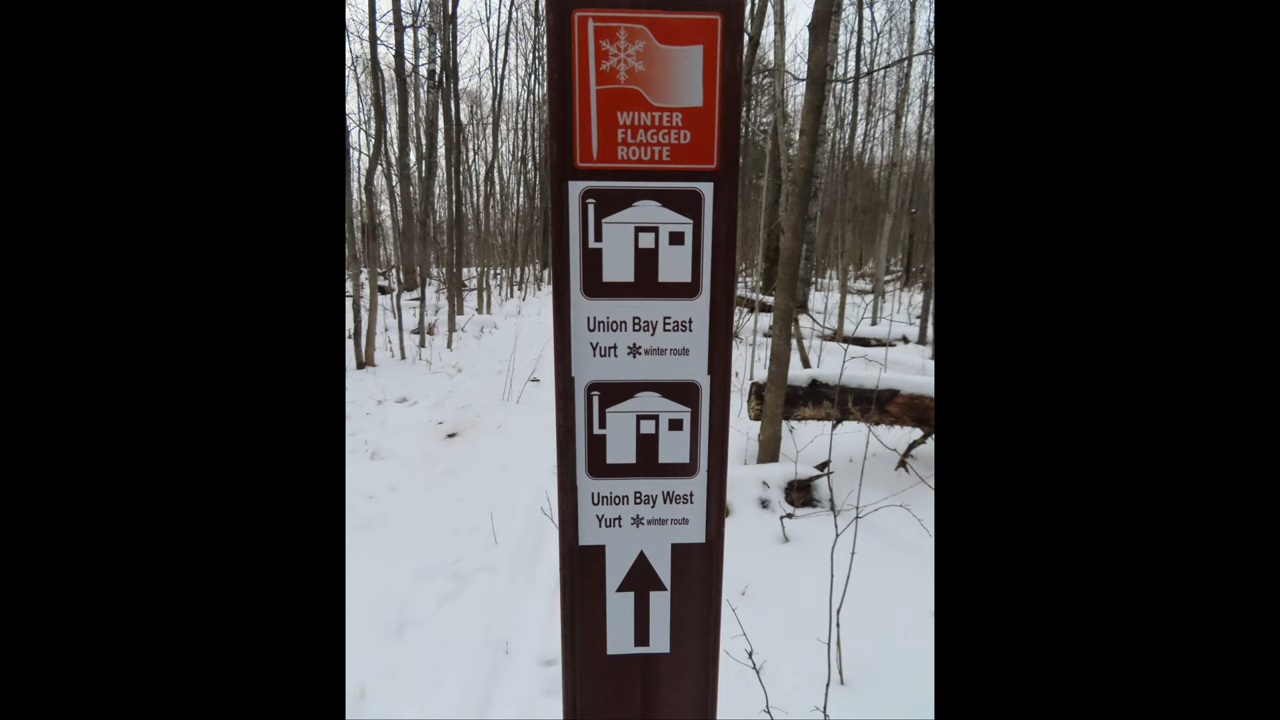 WINTER
FLAGGED
ROUTE
Union Bay East
Yurt winter route
Union Bay West
Yurt winter route